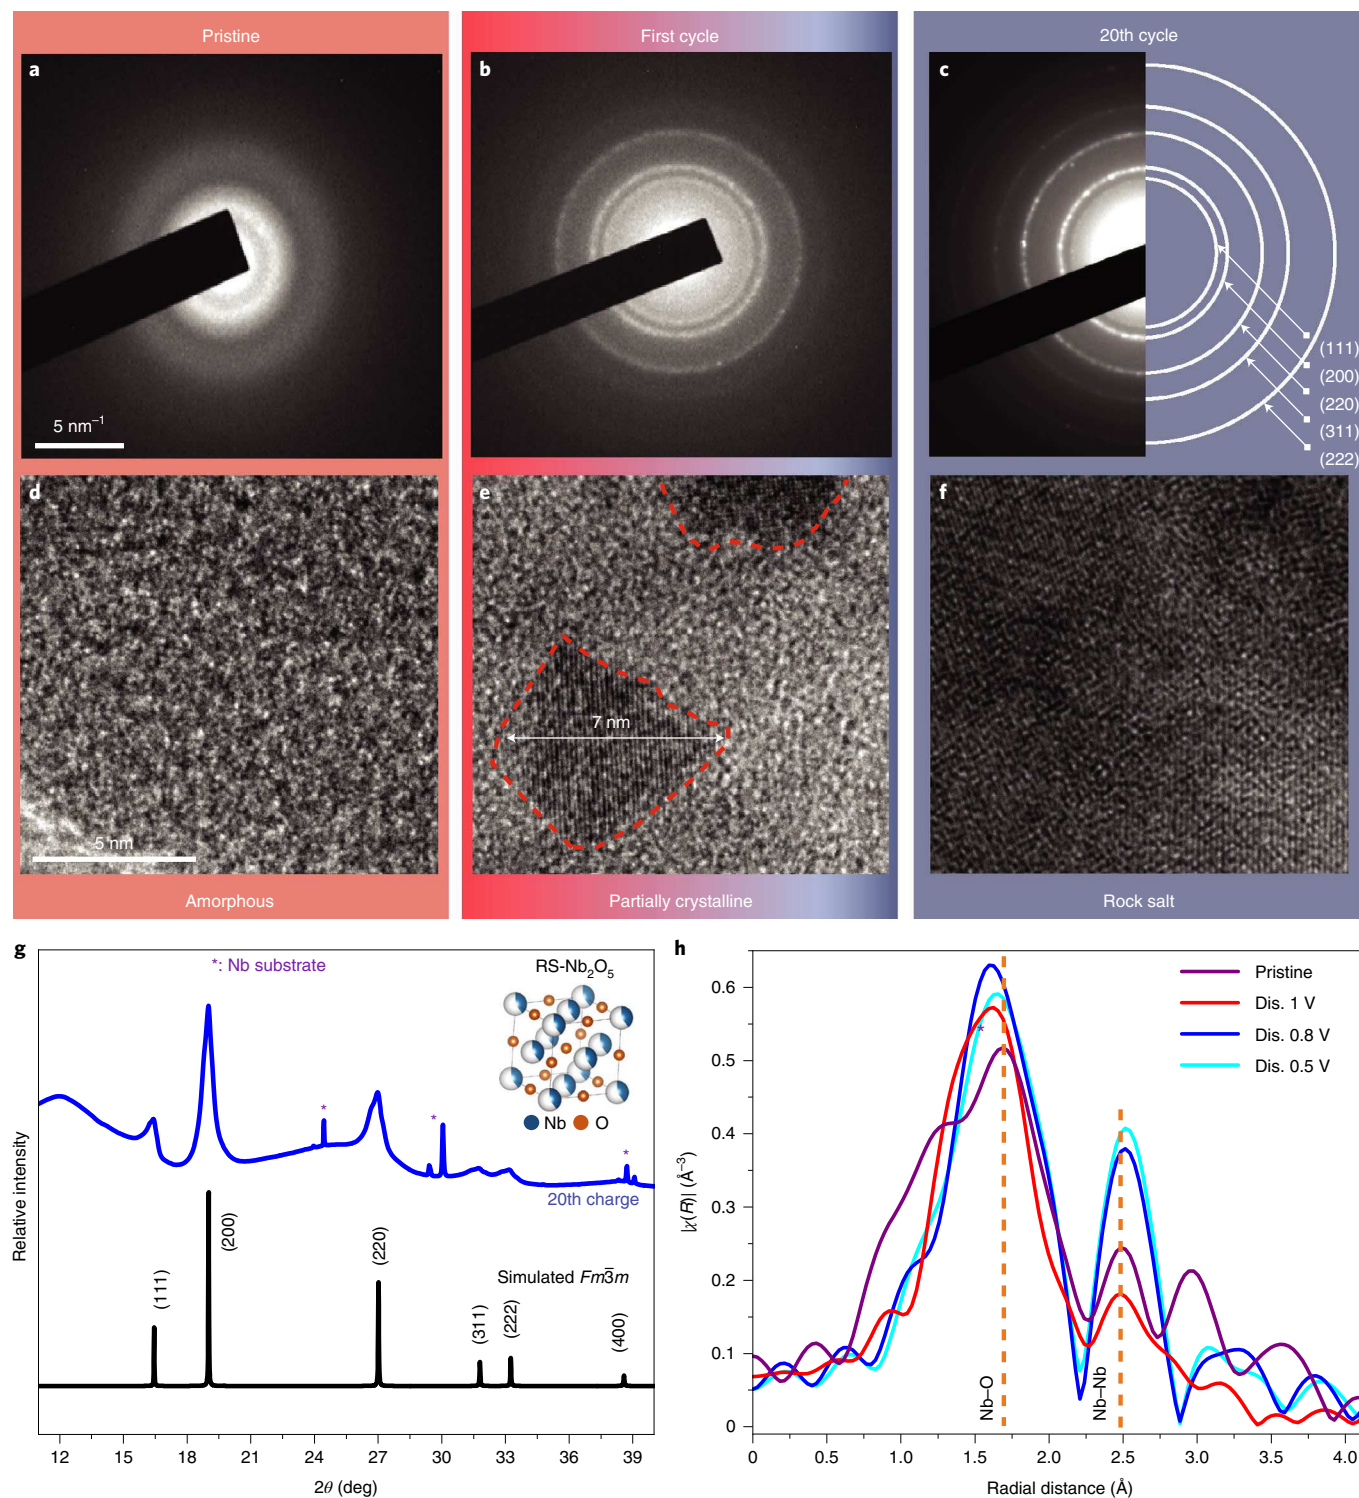 Pristine
First cycle
20th cycle
a
b
c
5 nm⁻¹
(111)
(200)
(220)
(311)
(222)
d
e
f
7 nm
5 nm
Amorphous
Partially crystalline
Rock salt
g
*: Nb substrate
RS-Nb₂O₅
Nb
O
*
*
*
20th charge
Simulated Fm3̅m
(111)
(200)
(220)
(311)
(222)
(400)
Relative intensity
12 15 18 21 24 27 30 33 36 39
2θ (deg)
h
Pristine
Dis. 1 V
Dis. 0.8 V
Dis. 0.5 V
*
Nb–O
Nb–Nb
|χ(R)| (Å⁻³)
0.6
0.5
0.4
0.3
0.2
0.1
0
0 0.5 1.0 1.5 2.0 2.5 3.0 3.5 4.0
Radial distance (Å)